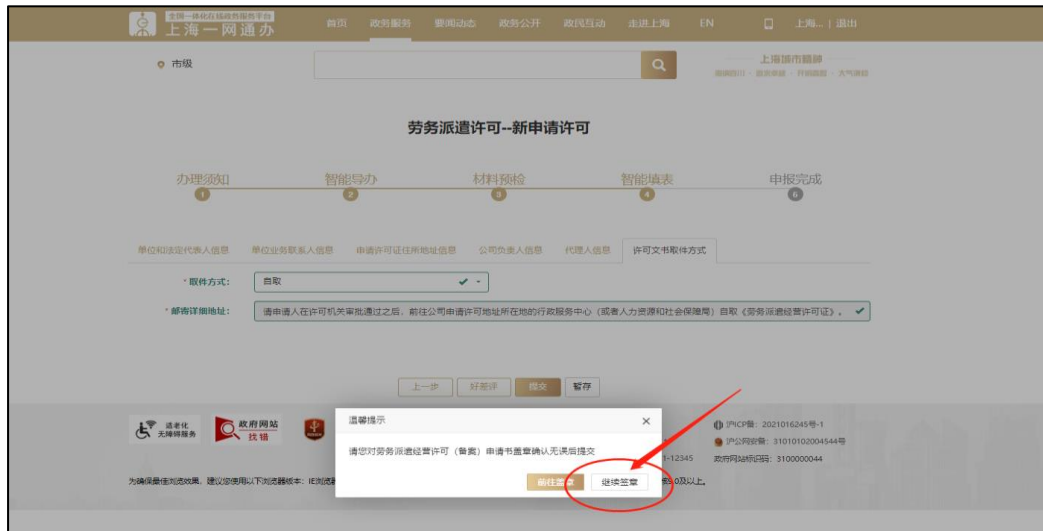 全国一体化在线政务服务平台
上海一网通办
首页 政务服务 要闻动态 政务公开 政民互动 走进上海 EN 上海... | 退出
市级
上海城市精神
劳务派遣许可--新申请许可
办理须知 智能导办 材料预检 智能填表 申报完成
1 2 3 4 5
单位和法定代表人信息 单位业务联系人信息 申请许可证住所地址信息 公司负责人信息 代理人信息 许可文书取件方式
*取件方式： 自取
*邮寄详细地址： 请申请人在许可机关审批通过之后，前往公司申请许可地址所在地的行政服务中心（或者人力资源和社会保障局）自取《劳务派遣经营许可证》。
上一步 好差评 提交 暂存
温馨提示 ×
请您对劳务派遣经营许可（备案）申请书盖章确认无误后提交
前往盖章 继续签章
适老化
无障碍服务
政府网站
找错
沪ICP备：2021016245号-1
沪公网安备：31010102004544号
1-12345 政府网站标识码：3100000044
为确保最佳浏览效果，建议您使用以下浏览器版本：IE浏览器
.0及以上。